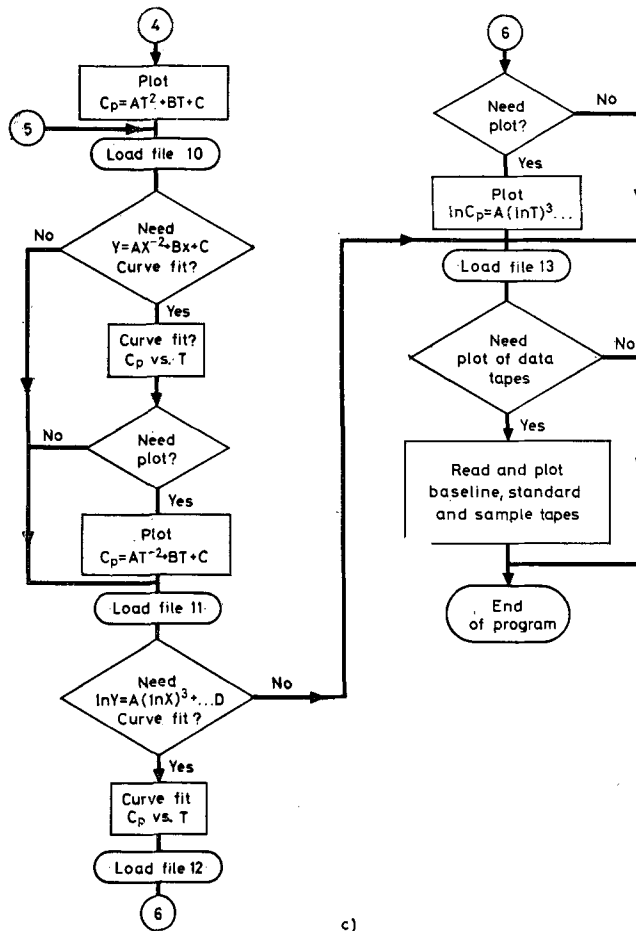 4
Plot
Cp=AT²+BT+C
5
Load file 10
Need
Y=AX⁻²+Bx+C
Curve fit?
No
Yes
Curve fit?
Cp vs. T
Need
plot?
No
Yes
Plot
Cp=AT⁻²+BT+C
Load file 11
Need
lnY=A(lnX)³+...D
Curve fit?
No
Yes
Curve fit
Cp vs. T
Load file 12
6
6
Need
plot?
No
Yes
Plot
lnCp=A(lnT)³...
Load file 13
Need
plot of data
tapes
No
Yes
Read and plot
baseline, standard
and sample tapes
End
of program
c)